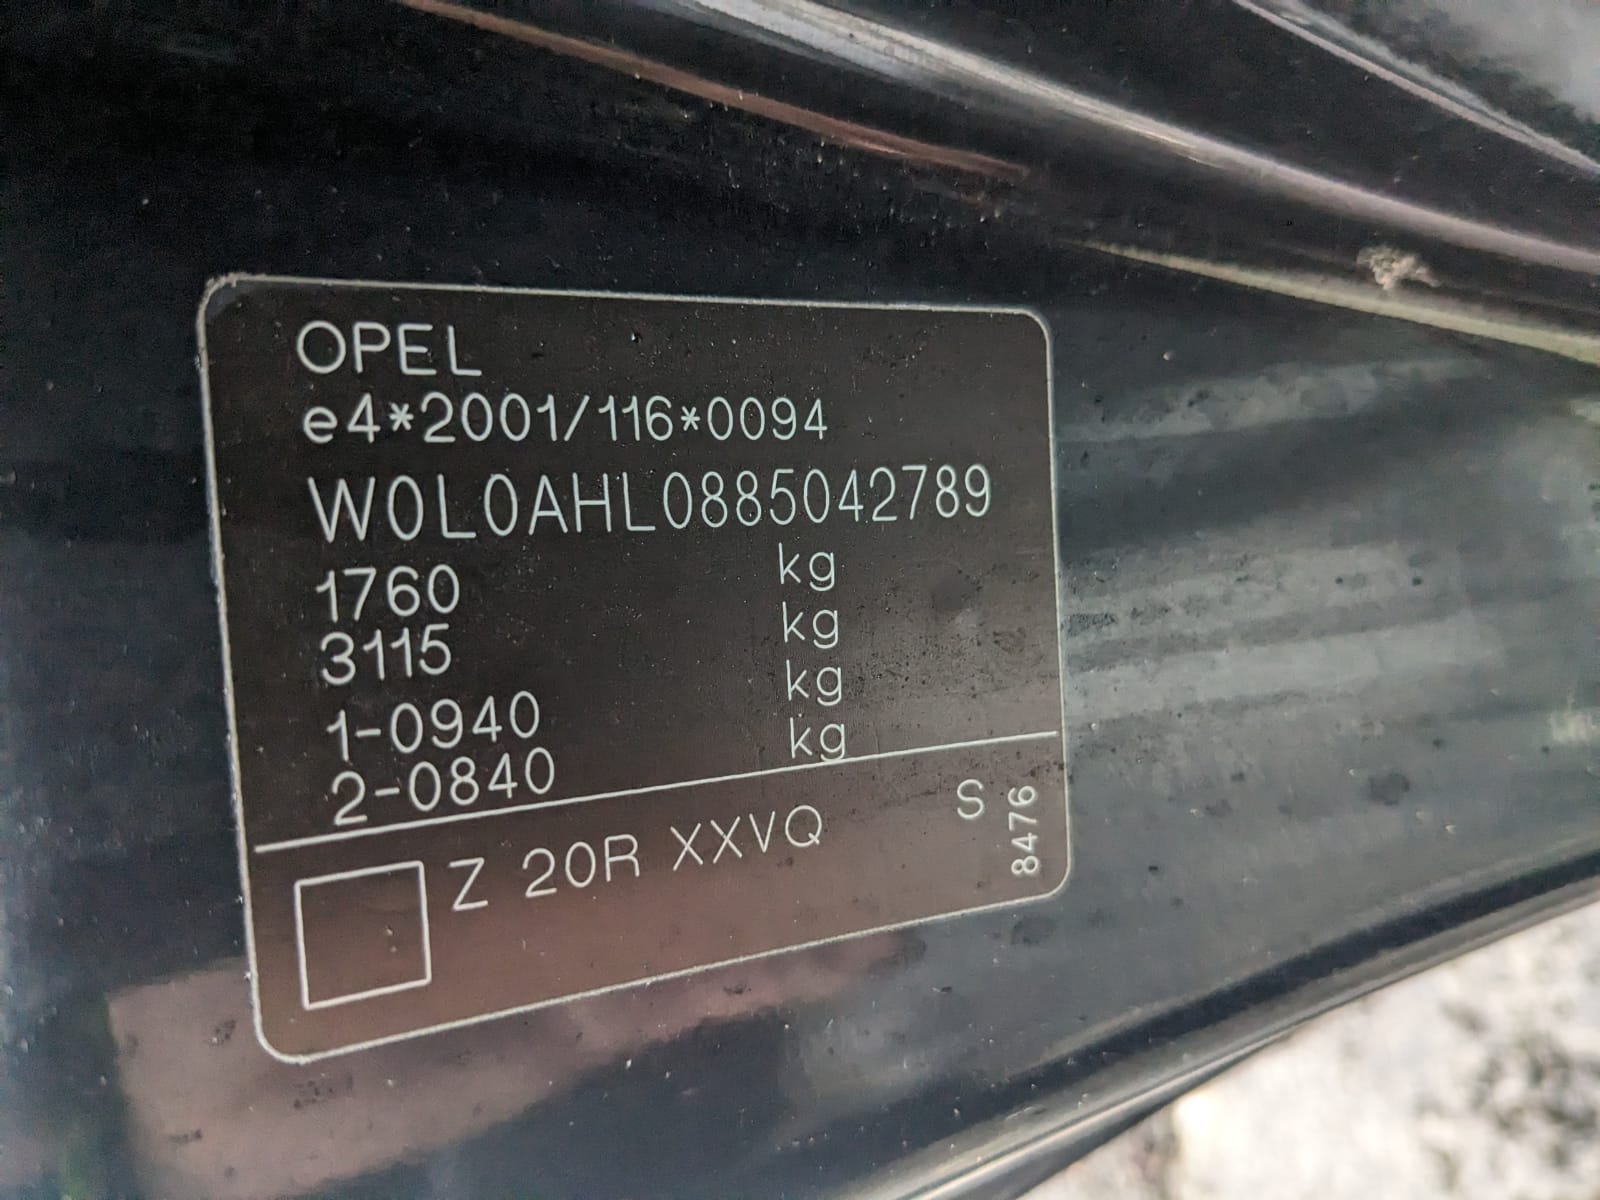 OPEL
e4*2001/116*0094
W0L0AHL0885042789
1760 kg
3115 kg
1-0940 kg
2-0840 kg
Z 20R XXVQ S
8476